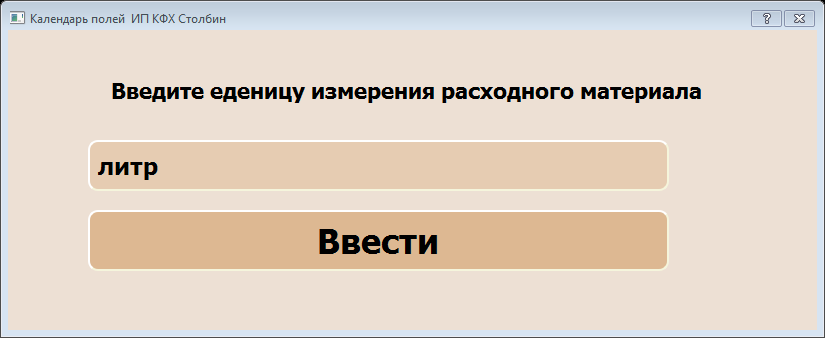 Календарь полей ИП КФХ Столбин
Введите еденицу измерения расходного материала
литр
Ввести